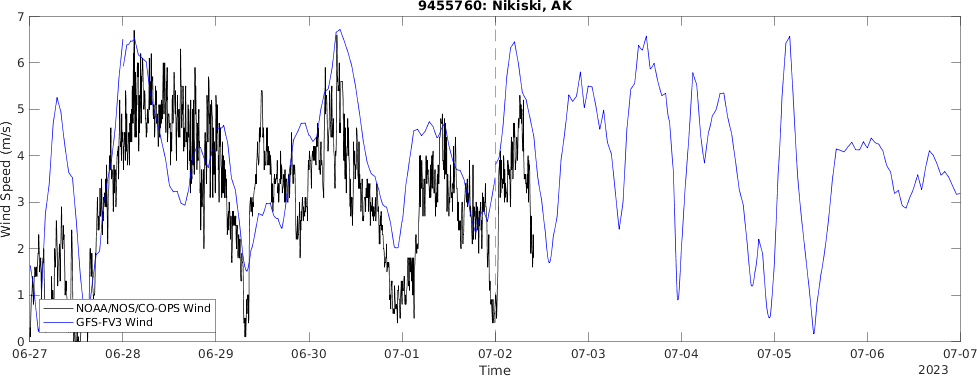 9455760: Nikiski, AK
Wind Speed (m/s)
7
6
5
4
3
2
1
0
NOAA/NOS/CO-OPS Wind
GFS-FV3 Wind
06-27 06-28 06-29 06-30 07-01 07-02 07-03 07-04 07-05 07-06 07-07
Time
2023